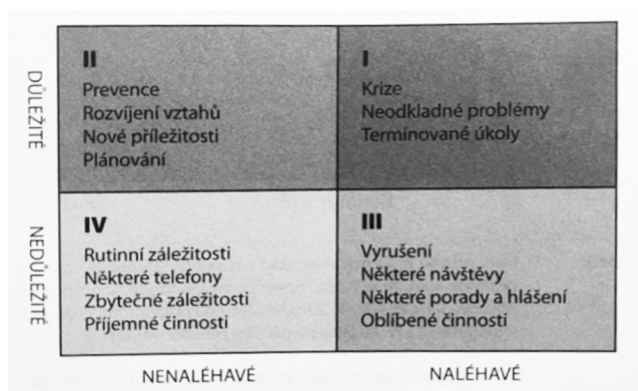 DŮLEŽITÉ
II
Prevence
Rozvíjení vztahů
Nové příležitosti
Plánování
I
Krize
Neodkladné problémy
Termínované úkoly
NEDŮLEŽITÉ
IV
Rutinní záležitosti
Některé telefony
Zbytečné záležitosti
Příjemné činnosti
III
Vyrušení
Některé návštěvy
Některé porady a hlášení
Oblíbené činnosti
NENALÉHAVÉ
NALÉHAVÉ